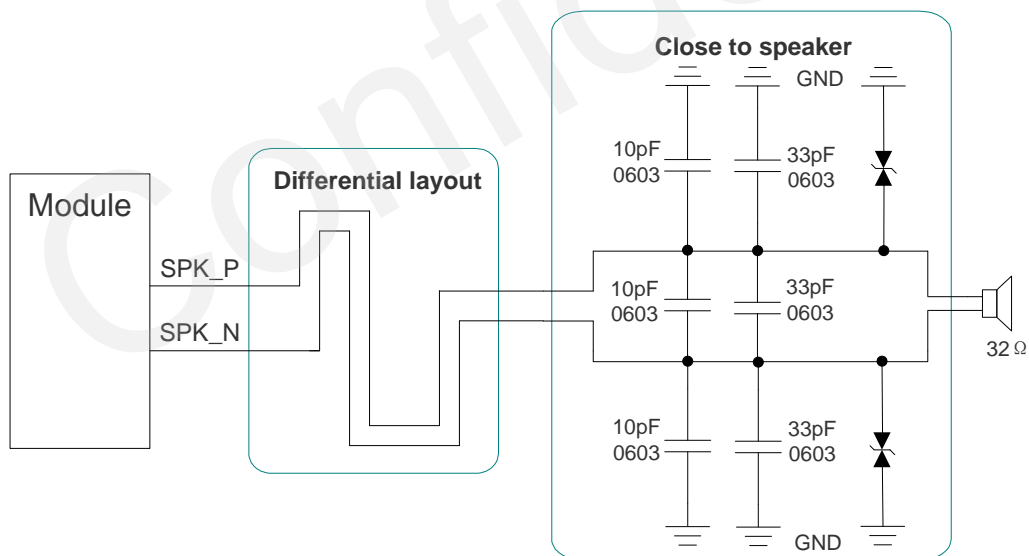 Close to speaker
GND
10pF
0603
33pF
0603
Differential layout
Module
SPK_P
SPK_N
10pF
0603
33pF
0603
32 Ω
10pF
0603
33pF
0603
GND